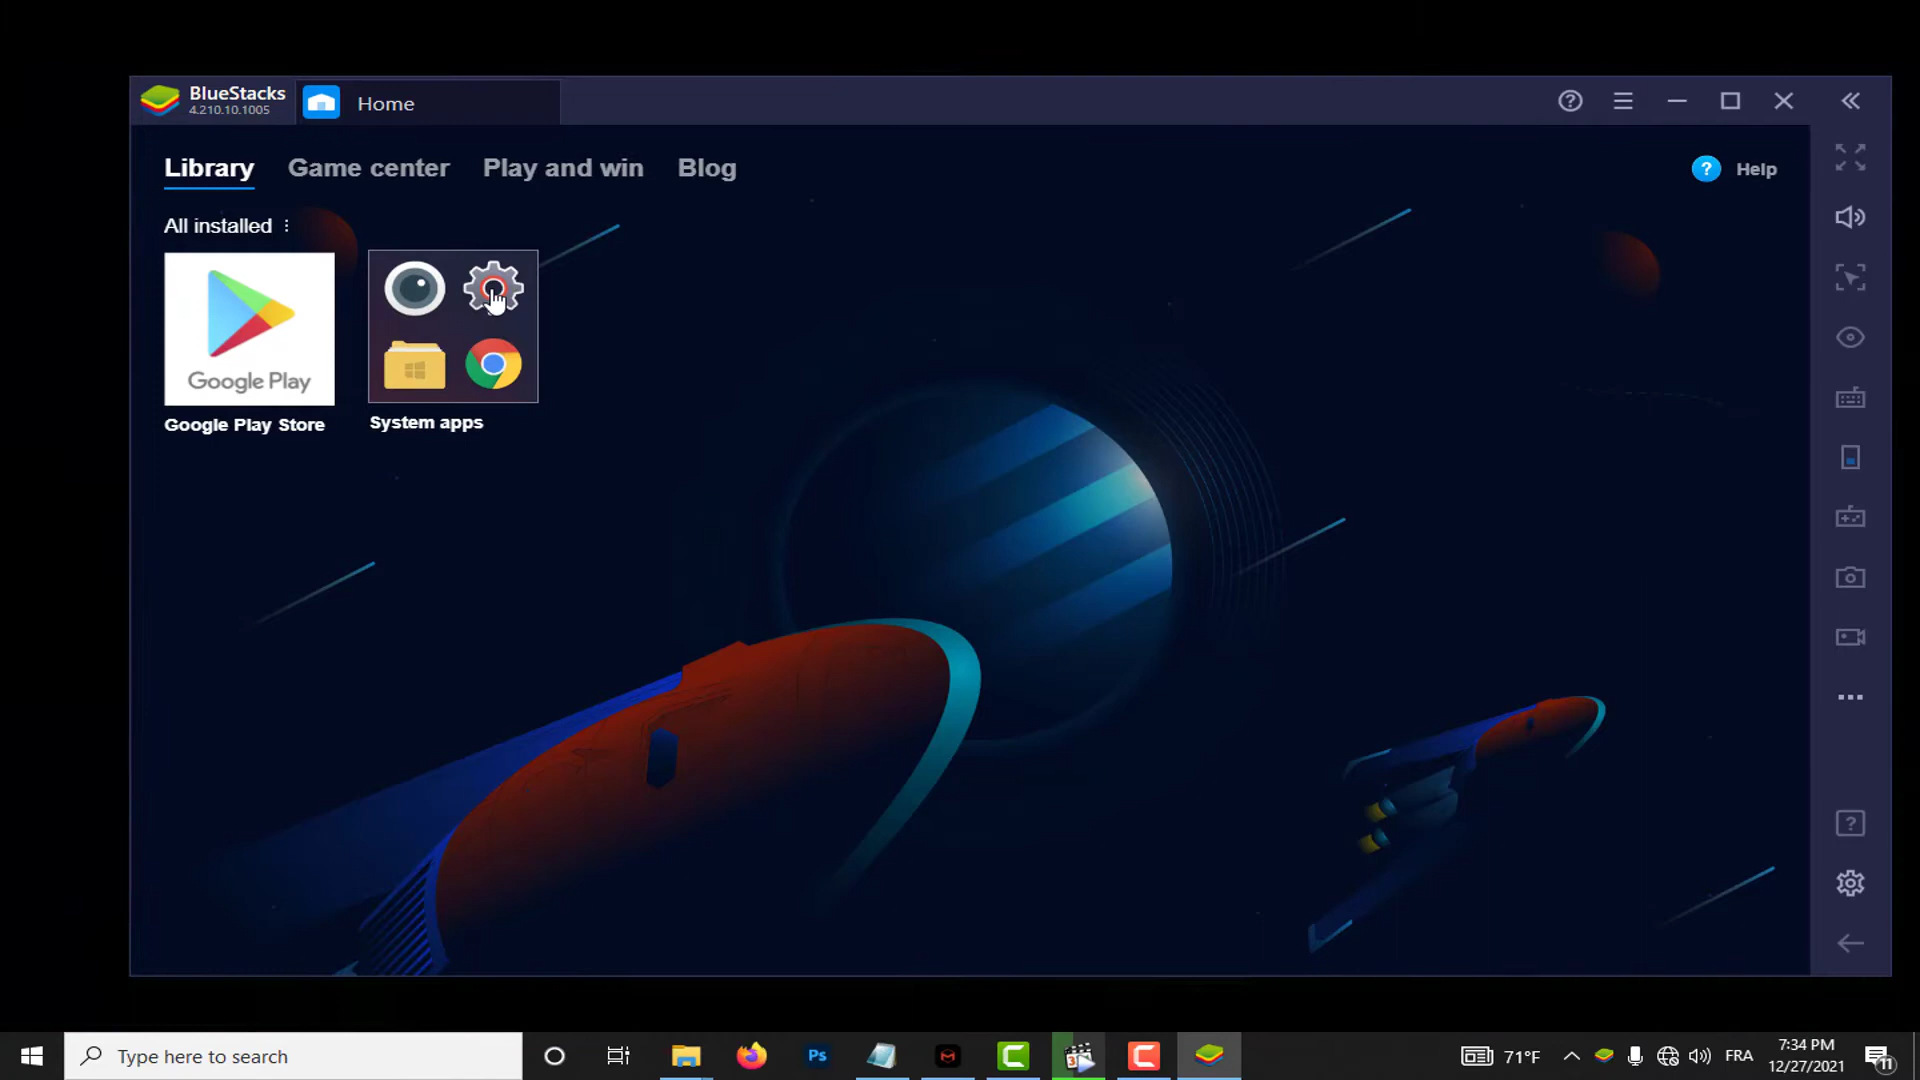 BlueStacks
4.210.10.1005
Home
Library
Game center
Play and win
Blog
? Help
All installed
Google Play
Google Play Store
System apps
Type here to search
Ps
71°F
FRA
7:34 PM
12/27/2021
11